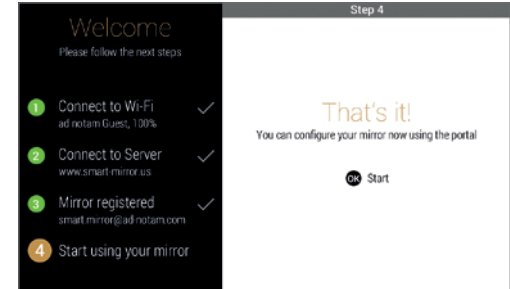 Welcome
Please follow the next steps
1 Connect to Wi-Fi
ad notam Guest, 100%
2 Connect to Server
www.smart-mirror.us
3 Mirror registered
smart.mirror@ad-notam.com
4 Start using your mirror
Step 4
That's it!
You can configure your mirror now using the portal
OK Start